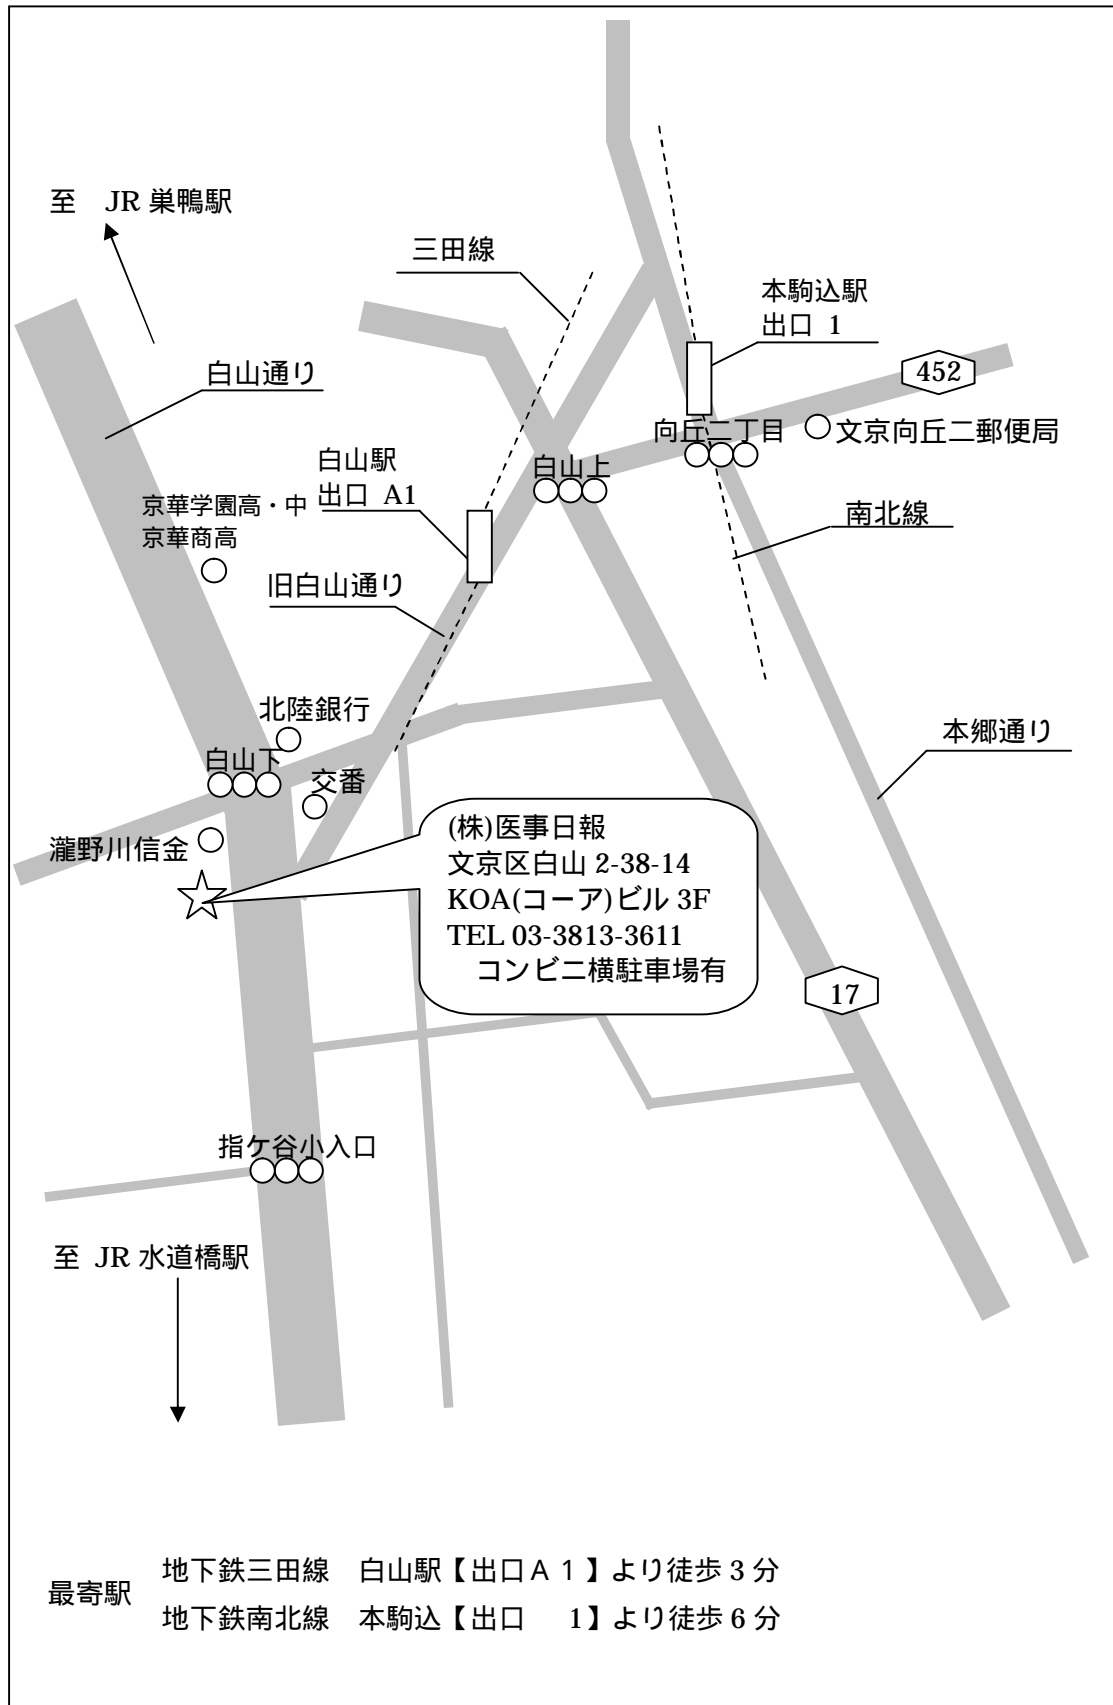 至 JR 巣鴨駅
三田線
本駒込駅
出口 1
452
白山通り
向丘二丁目
文京向丘二郵便局
白山駅
出口 A1
白山上
京華学園高・中
京華商高
南北線
旧白山通り
北陸銀行
本郷通り
白山下
交番
瀧野川信金
(株)医事日報
文京区白山 2-38-14
KOA(コーア)ビル 3F
TEL 03-3813-3611
コンビニ横駐車場有
17
指ケ谷小入口
至 JR 水道橋駅
最寄駅
地下鉄三田線 白山駅【出口A 1】より徒歩 3 分
地下鉄南北線 本駒込【出口 1】より徒歩 6 分